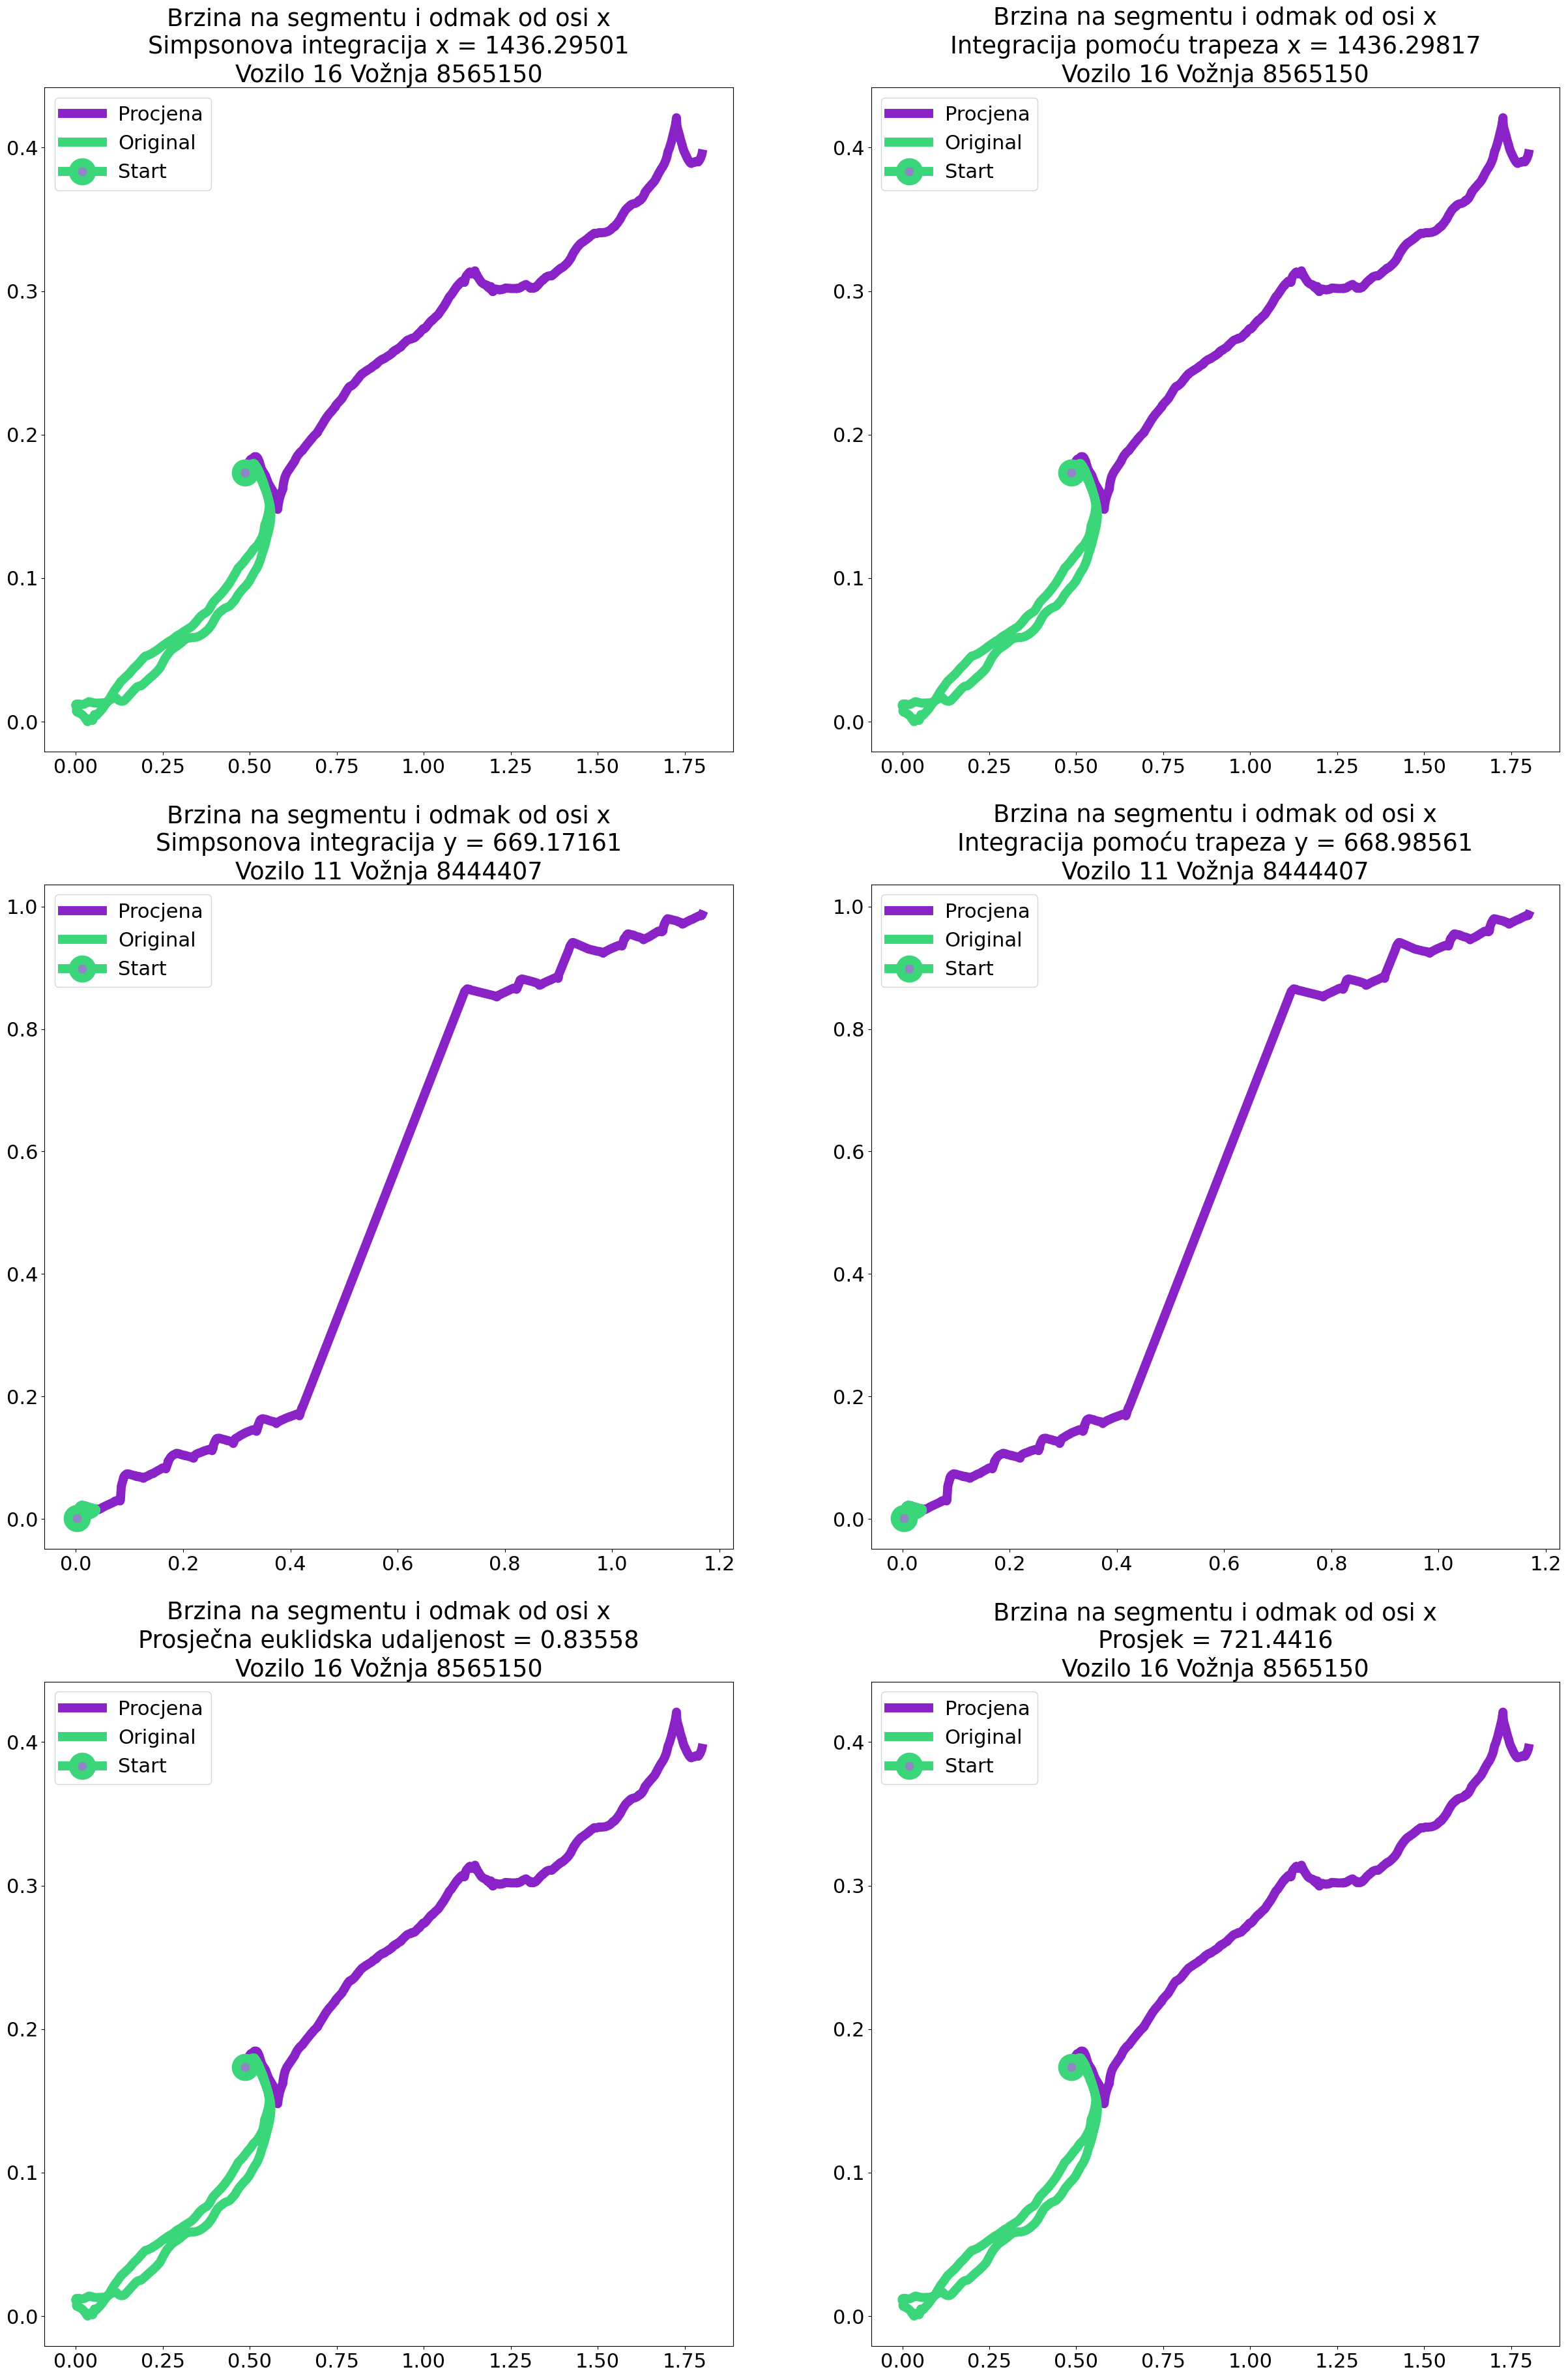 Brzina na segmentu i odmak od osi x
Simpsonova integracija x = 1436.29501
Vozilo 16 Vožnja 8565150
Procjena
Original
Start
0.4
0.3
0.2
0.1
0.0
0.00 0.25 0.50 0.75 1.00 1.25 1.50 1.75
Brzina na segmentu i odmak od osi x
Integracija pomoću trapeza x = 1436.29817
Vozilo 16 Vožnja 8565150
Procjena
Original
Start
0.4
0.3
0.2
0.1
0.0
0.00 0.25 0.50 0.75 1.00 1.25 1.50 1.75
Brzina na segmentu i odmak od osi x
Simpsonova integracija y = 669.17161
Vozilo 11 Vožnja 8444407
Procjena
Original
Start
1.0
0.8
0.6
0.4
0.2
0.0
0.0 0.2 0.4 0.6 0.8 1.0 1.2
Brzina na segmentu i odmak od osi x
Integracija pomoću trapeza y = 668.98561
Vozilo 11 Vožnja 8444407
Procjena
Original
Start
1.0
0.8
0.6
0.4
0.2
0.0
0.0 0.2 0.4 0.6 0.8 1.0 1.2
Brzina na segmentu i odmak od osi x
Prosječna euklidska udaljenost = 0.83558
Vozilo 16 Vožnja 8565150
Procjena
Original
Start
0.4
0.3
0.2
0.1
0.0
0.00 0.25 0.50 0.75 1.00 1.25 1.50 1.75
Brzina na segmentu i odmak od osi x
Prosjek = 721.4416
Vozilo 16 Vožnja 8565150
Procjena
Original
Start
0.4
0.3
0.2
0.1
0.0
0.00 0.25 0.50 0.75 1.00 1.25 1.50 1.75